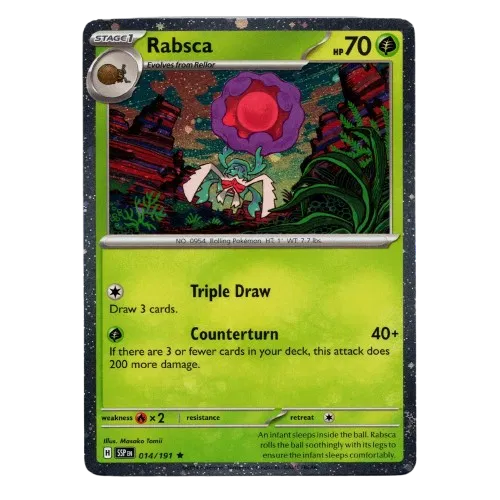 STAGE 1
Rabsca
HP 70
Evolves from Rellor
NO. 0954 Rolling Pokémon HT: 1' WT: 7.7 lbs.
Triple Draw
Draw 3 cards.
Counterturn 40+
If there are 3 or fewer cards in your deck, this attack does
200 more damage.
weakness ×2 resistance retreat
Illus. Masako Tomii
H SSP EN 014/191 ★
An infant sleeps inside the ball. Rabsca
rolls the ball soothingly with its legs to
ensure the infant sleeps comfortably.